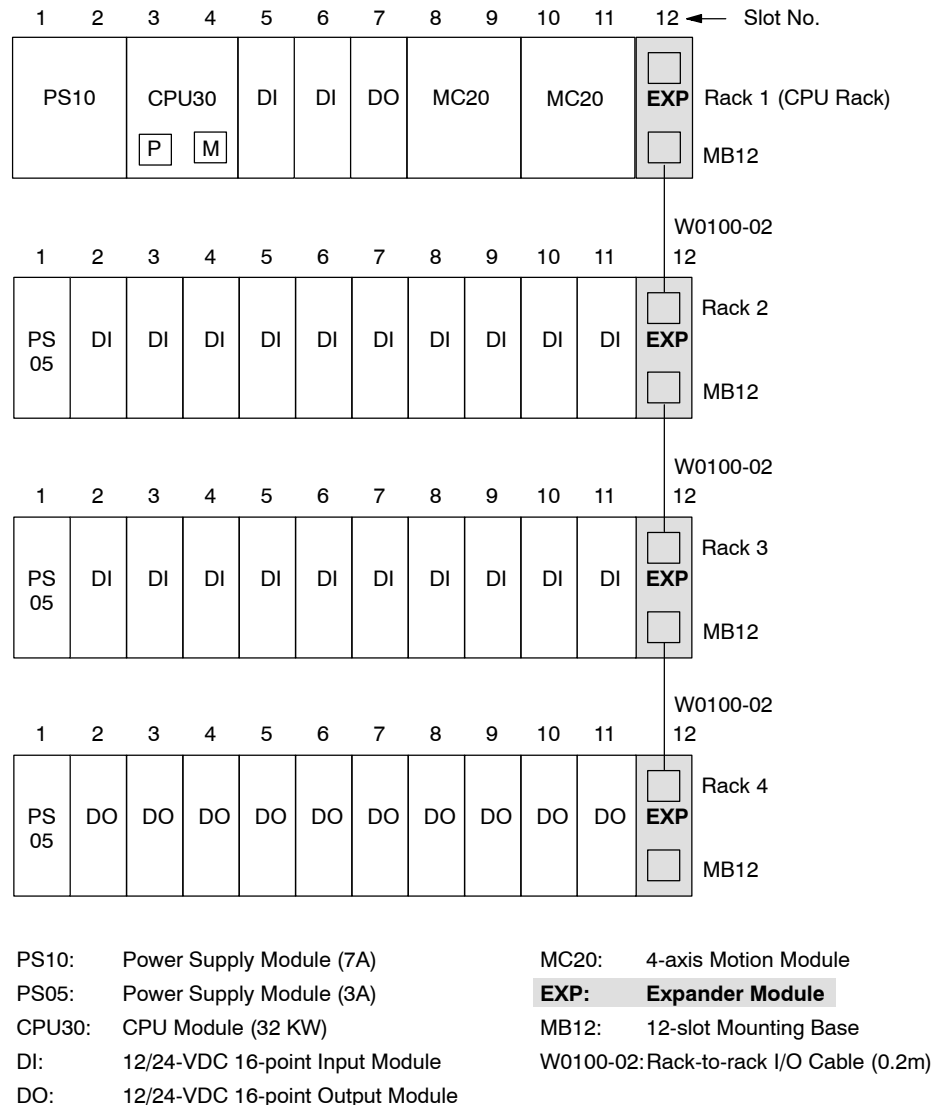 1 2 3 4 5 6 7 8 9 10 11 12 Slot No.
PS10 CPU30 DI DI DO MC20 MC20 EXP Rack 1 (CPU Rack)
P M MB12
W0100-02
1 2 3 4 5 6 7 8 9 10 11 12
Rack 2
PS DI DI DI DI DI DI DI DI DI DI EXP
05
MB12
W0100-02
1 2 3 4 5 6 7 8 9 10 11 12
Rack 3
PS DI DI DI DI DI DI DI DI DI DI EXP
05
MB12
W0100-02
1 2 3 4 5 6 7 8 9 10 11 12
Rack 4
PS DO DO DO DO DO DO DO DO DO DO EXP
05
MB12
PS10: Power Supply Module (7A)
PS05: Power Supply Module (3A)
CPU30: CPU Module (32 KW)
DI: 12/24-VDC 16-point Input Module
DO: 12/24-VDC 16-point Output Module
MC20: 4-axis Motion Module
EXP: Expander Module
MB12: 12-slot Mounting Base
W0100-02: Rack-to-rack I/O Cable (0.2m)